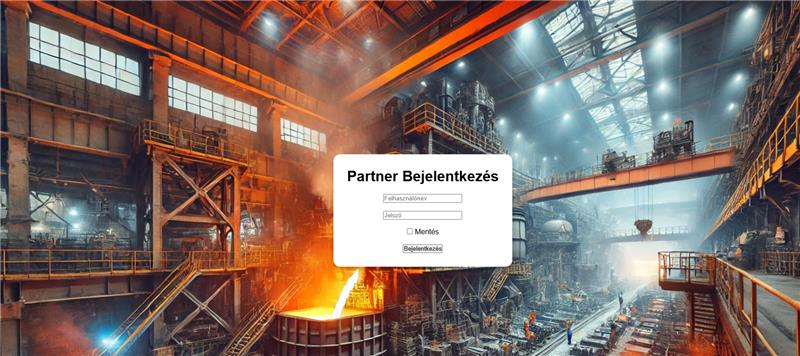 Partner Bejelentkezés
Felhasználónév
Jelszó
Mentés
Bejelentkezés